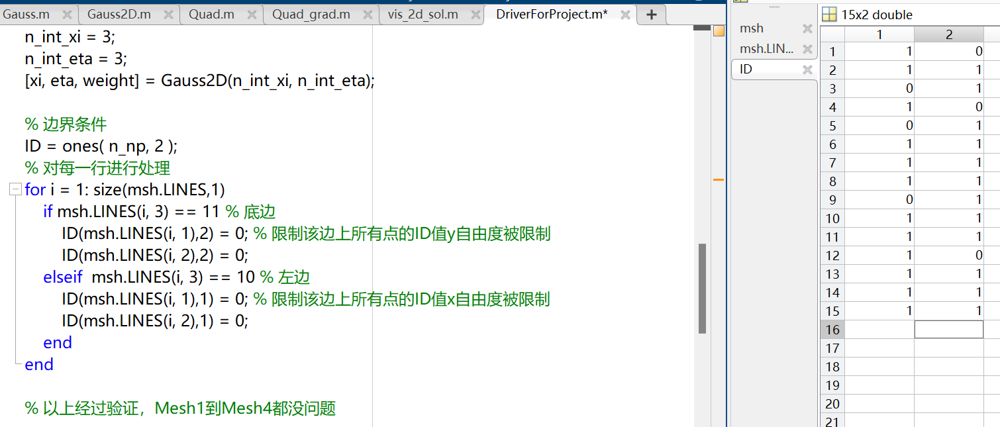 Gauss.m Gauss2D.m Quad.m Quad_grad.m vis_2d_sol.m DriverForProject.m* +
n_int_xi = 3;
n_int_eta = 3;
[xi, eta, weight] = Gauss2D(n_int_xi, n_int_eta);
% 边界条件
ID = ones( n_np, 2 );
% 对每一行进行处理
for i = 1: size(msh.LINES,1)
if msh.LINES(i, 3) == 11 % 底边
ID(msh.LINES(i, 1),2) = 0; % 限制该边上所有点的ID值y自由度被限制
ID(msh.LINES(i, 2),2) = 0;
elseif msh.LINES(i, 3) == 10 % 左边
ID(msh.LINES(i, 1),1) = 0; % 限制该边上所有点的ID值x自由度被限制
ID(msh.LINES(i, 2),1) = 0;
end
end
% 以上经过验证，Mesh1到Mesh4都没问题
msh
msh.LIN...
ID
15x2 double
1 2
1 1 0
2 1 1
3 0 1
4 1 0
5 0 1
6 1 1
7 1 1
8 1 1
9 0 1
10 1 1
11 1 1
12 1 0
13 1 1
14 1 1
15 1 1
16
17
18
19
20
21